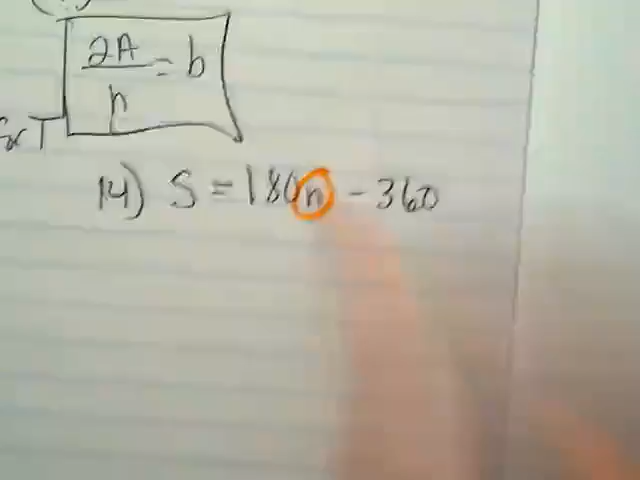 2A/h = b
14) S = 180n - 360